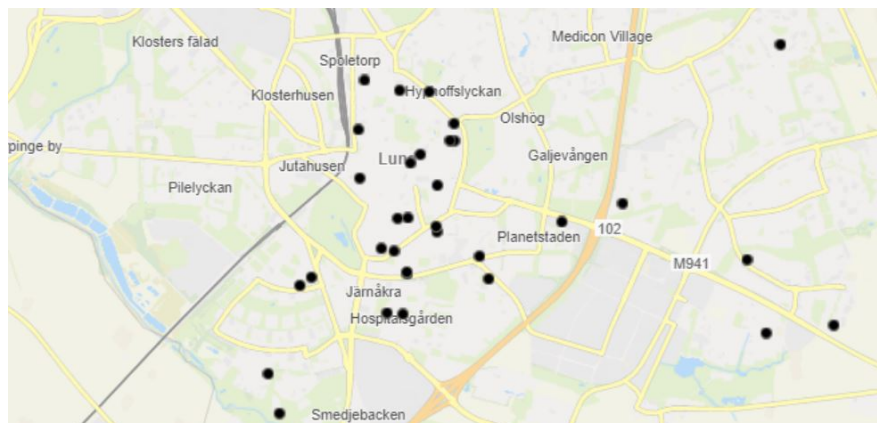 Klosters fälad
Medicon Village
Spoletorp
Klosterhusen
Hyphoffslyckan
Olshög
pinge by
Lund
Galjevången
Jutahusen
Pilelyckan
Planetstaden
102
M941
Järnåkra
Hospitalsgården
Smedjebacken